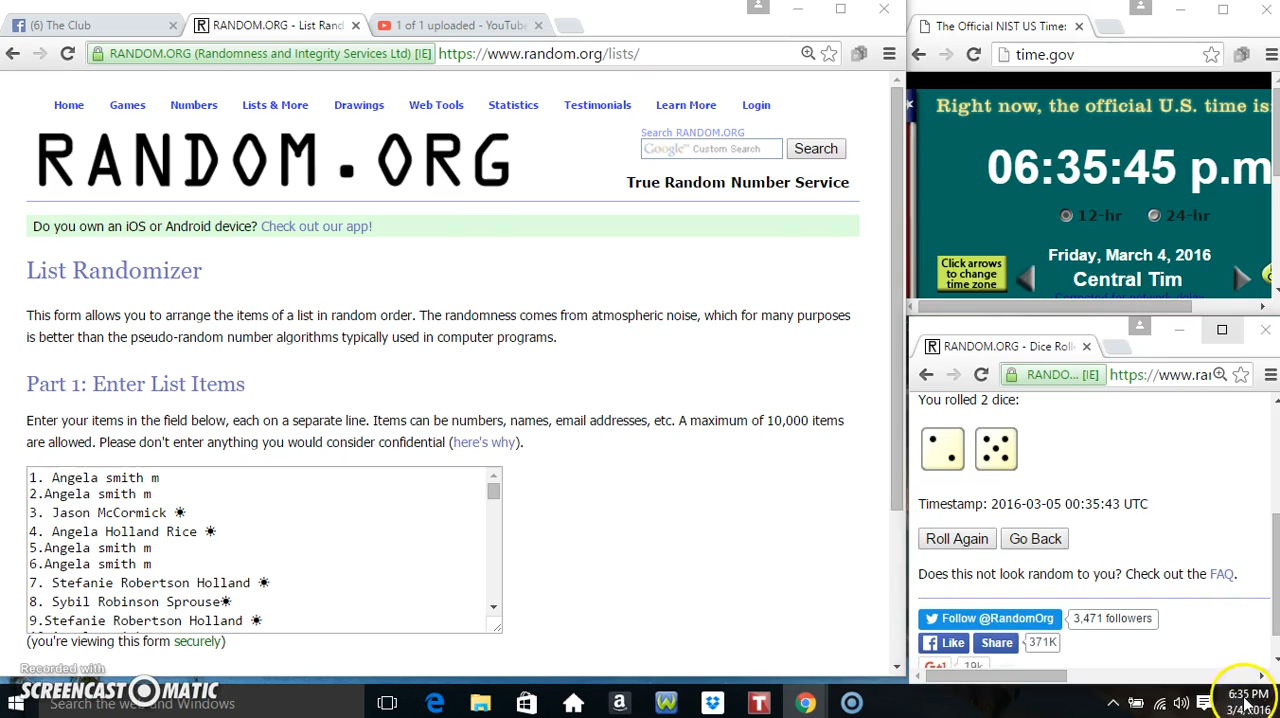 (6) The Club
RANDOM.ORG - List Rand
1 of 1 uploaded - YouTube
RANDOM.ORG (Randomness and Integrity Services Ltd) [IE]
https://www.random.org/lists/
Home Games Numbers Lists & More Drawings Web Tools Statistics Testimonials Learn More Login
RANDOM.ORG
Search RANDOM.ORG
Google™ Custom Search Search
True Random Number Service
Do you own an iOS or Android device? Check out our app!
List Randomizer
This form allows you to arrange the items of a list in random order. The randomness comes from atmospheric noise, which for many purposes
is better than the pseudo-random number algorithms typically used in computer programs.
Part 1: Enter List Items
Enter your items in the field below, each on a separate line. Items can be numbers, names, email addresses, etc. A maximum of 10,000 items
are allowed. Please don't enter anything you would consider confidential (here's why).
1. Angela smith m
2.Angela smith m
3. Jason McCormick ☀
4. Angela Holland Rice ☀
5.Angela smith m
6.Angela smith m
7. Stefanie Robertson Holland ☀
8. Sybil Robinson Sprouse☀
9.Stefanie Robertson Holland ☀
(you're viewing this form securely)
The Official NIST US Time:
time.gov
Right now, the official U.S. time is
06:35:45 p.m
12-hr 24-hr
Click arrows
to change
time zone
Friday, March 4, 2016
Central Tim
Corrected for network delay
RANDOM.ORG - Dice Roll
RANDO... [IE]
https://www.rar
You rolled 2 dice:
Timestamp: 2016-03-05 00:35:43 UTC
Roll Again Go Back
Does this not look random to you? Check out the FAQ.
Follow @RandomOrg 3,471 followers
Like Share 371K
G+1 19k
Recorded with
SCREENCAST-O-MATIC
Search the web and Windows
6:35 PM
3/4/2016